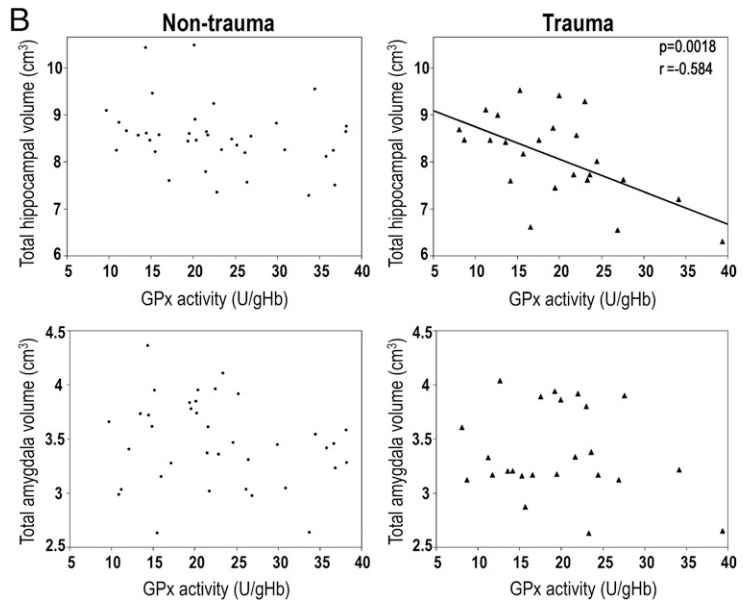 B
Non-trauma
Trauma
Total hippocampal volume (cm³)
10
9
8
7
6
5 10 15 20 25 30 35 40
GPx activity (U/gHb)
p=0.0018
r =-0.584
Total hippocampal volume (cm³)
10
9
8
7
6
5 10 15 20 25 30 35 40
GPx activity (U/gHb)
Total amygdala volume (cm³)
4.5
4
3.5
3
2.5
5 10 15 20 25 30 35 40
GPx activity (U/gHb)
Total amygdala volume (cm³)
4.5
4
3.5
3
2.5
5 10 15 20 25 30 35 40
GPx activity (U/gHb)